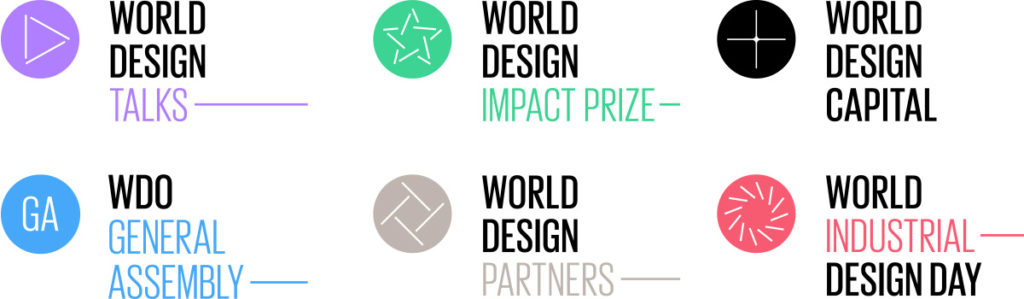 WORLD
DESIGN
TALKS
WORLD
DESIGN
IMPACT PRIZE
WORLD
DESIGN
CAPITAL
GA
WDO
GENERAL
ASSEMBLY
WORLD
DESIGN
PARTNERS
WORLD
INDUSTRIAL
DESIGN DAY